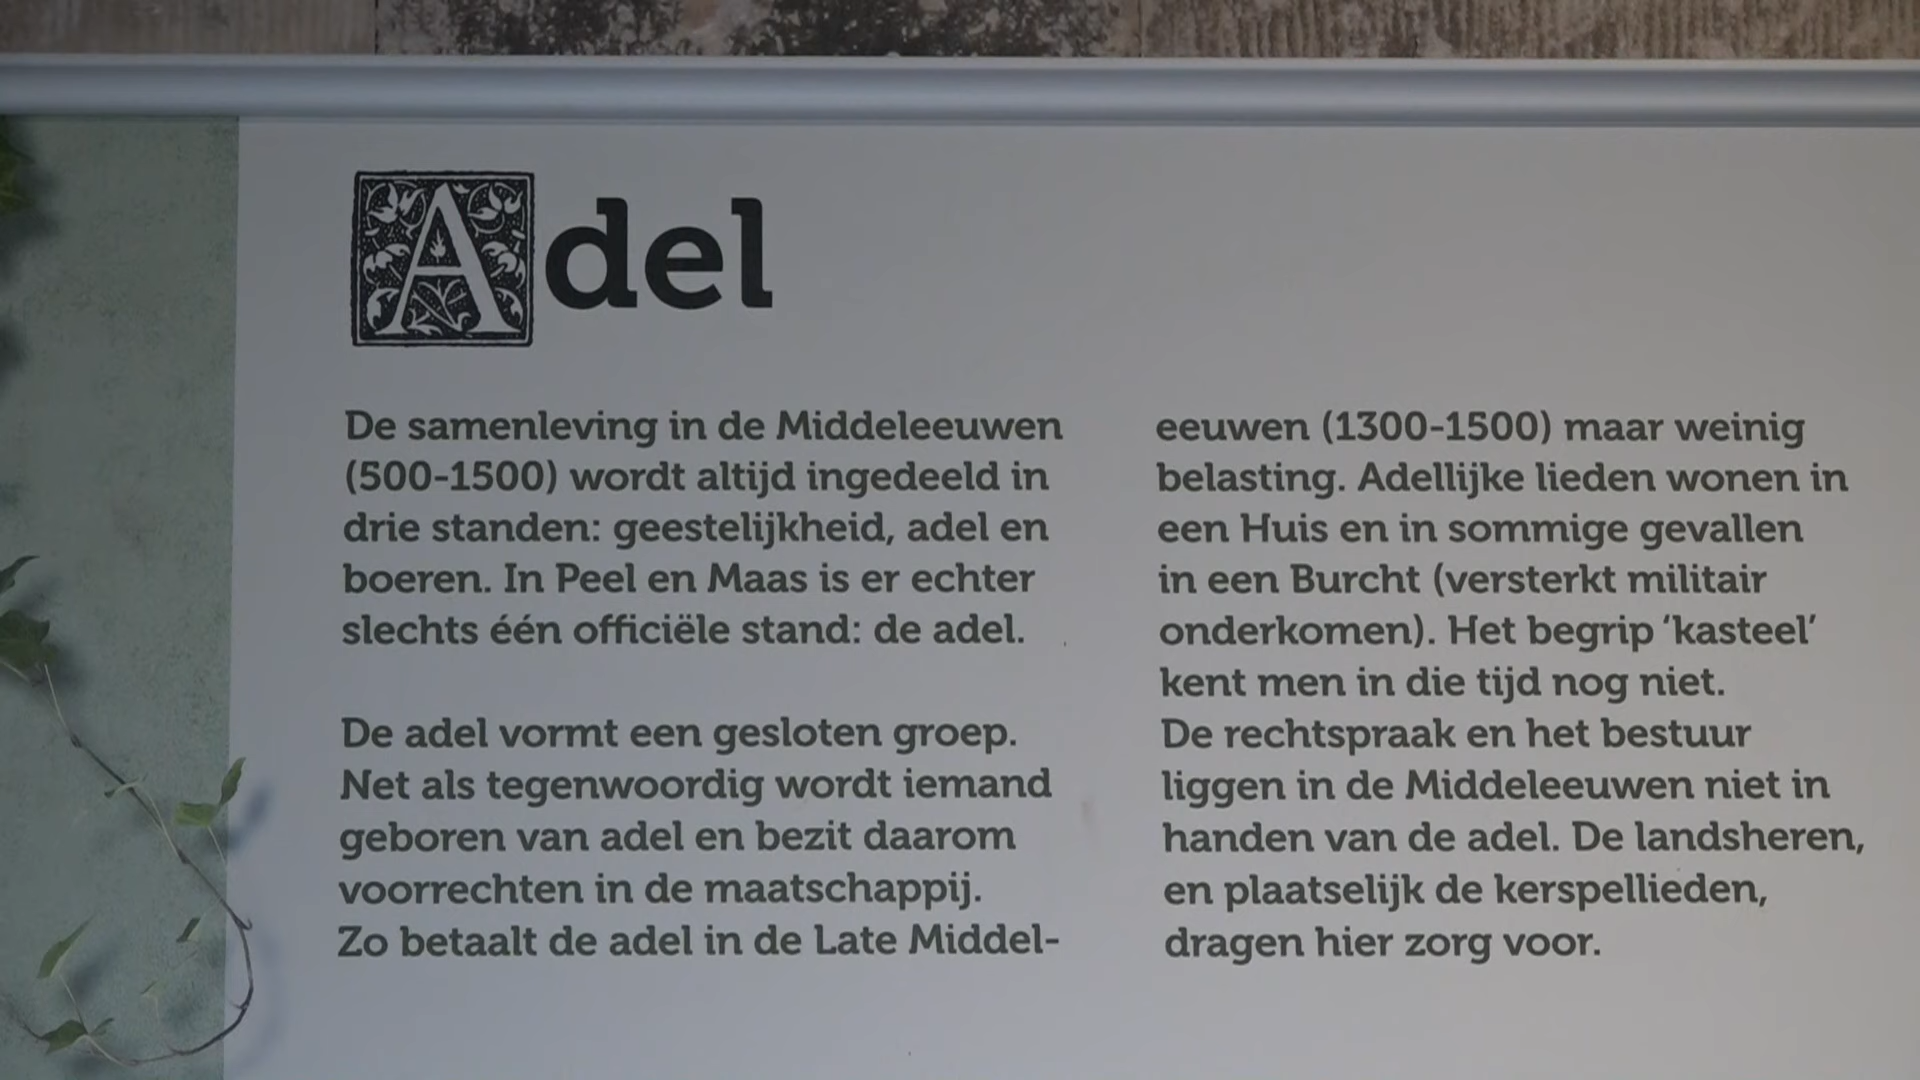 Adel
De samenleving in de Middeleeuwen
(500-1500) wordt altijd ingedeeld in
drie standen: geestelijkheid, adel en
boeren. In Peel en Maas is er echter
slechts één officiële stand: de adel.
De adel vormt een gesloten groep.
Net als tegenwoordig wordt iemand
geboren van adel en bezit daarom
voorrechten in de maatschappij.
Zo betaalt de adel in de Late Middel-
eeuwen (1300-1500) maar weinig
belasting. Adellijke lieden wonen in
een Huis en in sommige gevallen
in een Burcht (versterkt militair
onderkomen). Het begrip ‘kasteel’
kent men in die tijd nog niet.
De rechtspraak en het bestuur
liggen in de Middeleeuwen niet in
handen van de adel. De landsheren,
en plaatselijk de kerspellieden,
dragen hier zorg voor.